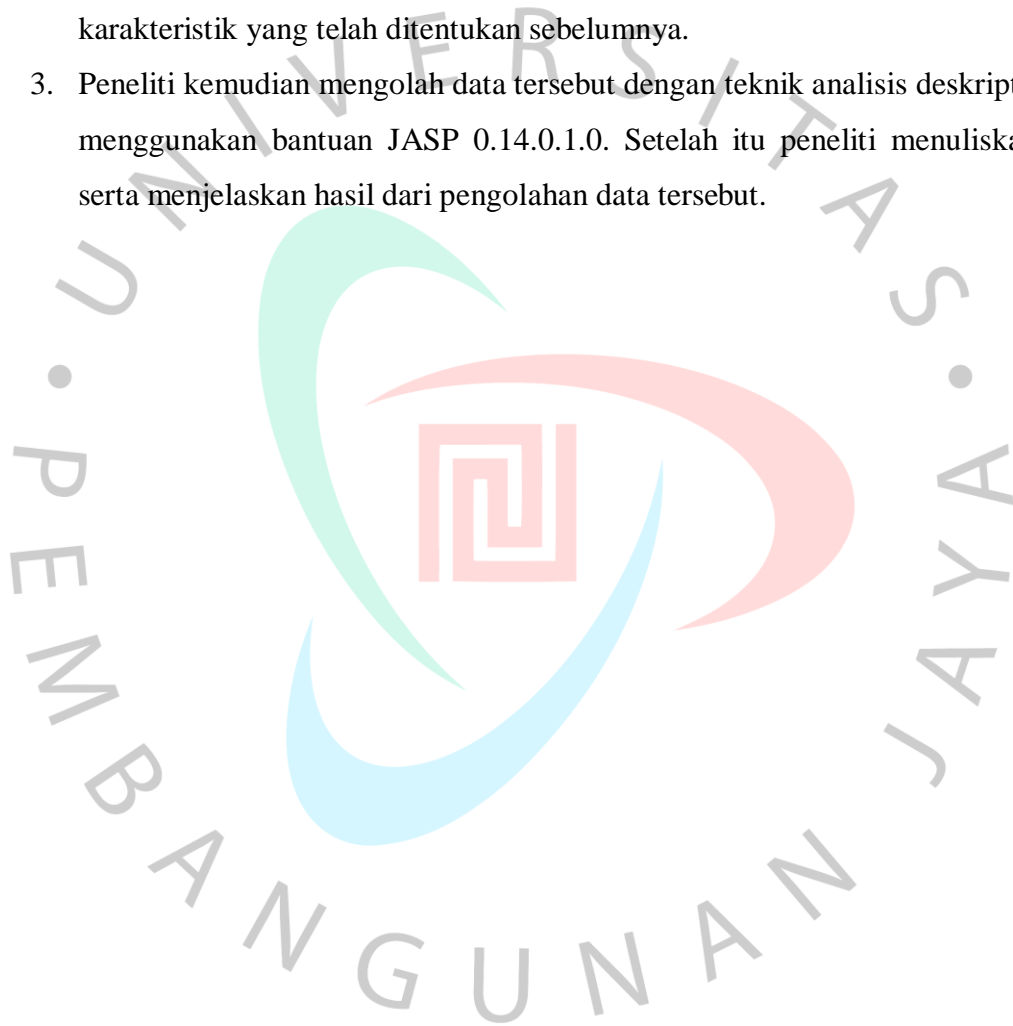 karakteristik yang telah ditentukan sebelumnya.
3. Peneliti kemudian mengolah data tersebut dengan teknik analisis deskript
menggunakan bantuan JASP 0.14.0.1.0. Setelah itu peneliti menuliska
serta menjelaskan hasil dari pengolahan data tersebut.
UNIVERSITAS
• PEMBANGUNAN JAYA •